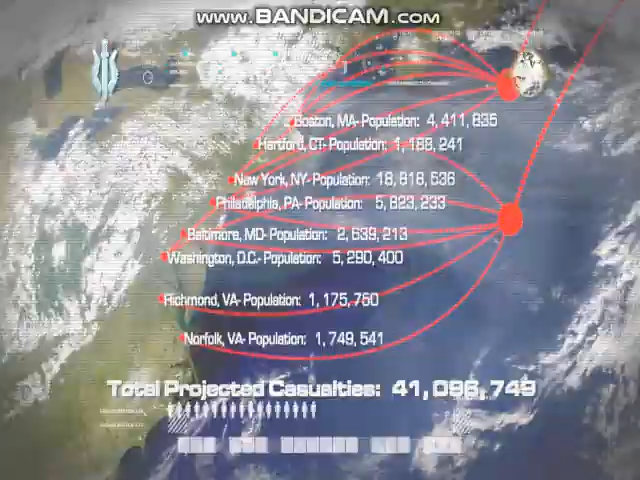 www.BANDICAM.com
Boston, MA- Population: 4, 411, 835
Hartford, CT- Population: 1, 188, 241
New York, NY- Population: 18, 818, 536
Philadelphia, PA- Population: 5, 823, 233
Baltimore, MD- Population: 2, 639, 213
Washington, D.C.- Population: 5, 290, 400
Richmond, VA- Population: 1, 175, 760
Norfolk, VA- Population: 1, 749, 541
Total Projected Casualties: 41, 096, 749